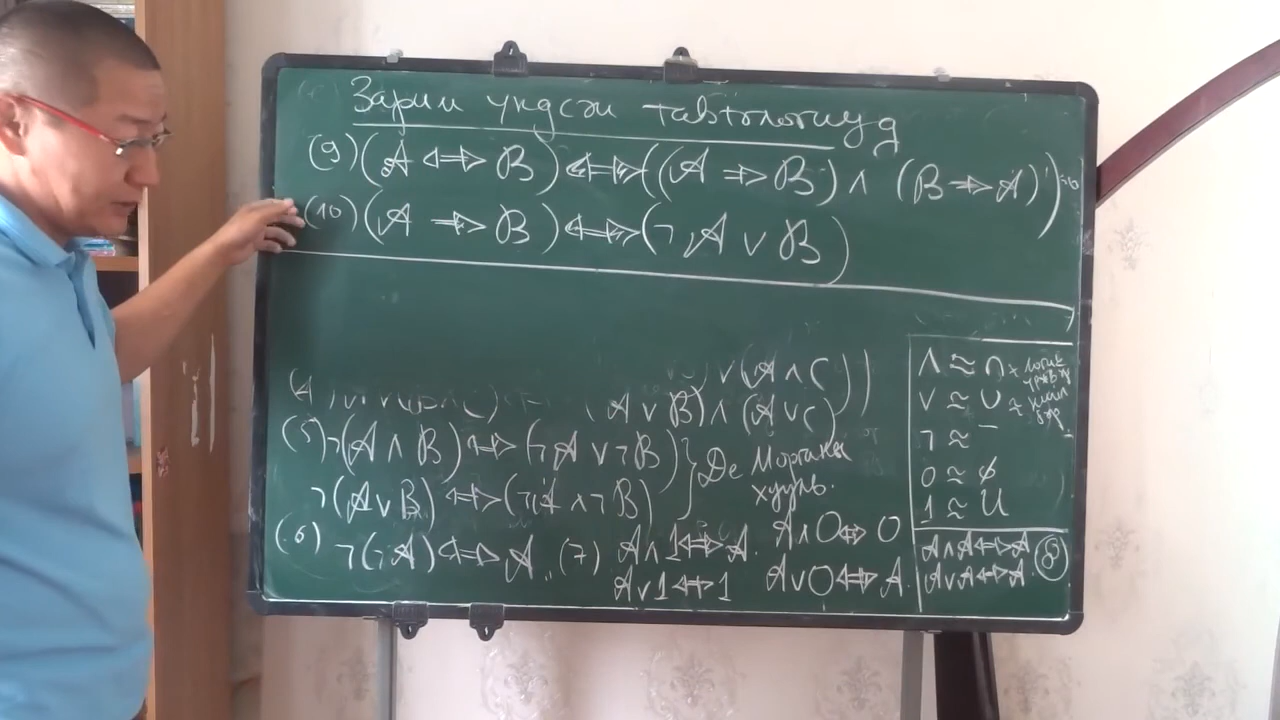 Зарим үндсэн тавтологиуд
(9) (A ⇔ B) ⇔ ((A ⇒ B) ∧ (B ⇒ A))
(10) (A ⇒ B) ⇔ (¬A ∨ B)
∨ (A ∧ C))
(A ∨ B) ∧ (A ∨ C)
(5) ¬(A ∧ B) ⇔ (¬A ∨ ¬B)
¬(A ∨ B) ⇔ (¬A ∧ ¬B)
} Де Морганы
хууль.
(6) ¬(¬A) ⇔ A,,
(7) A ∧ 1 ⇔ A. A ∧ 0 ⇔ 0
A ∨ 1 ⇔ 1 A ∨ 0 ⇔ A.
∧ ≈ ∩
∨ ≈ ∪
¬ ≈ ‾
0 ≈ ∅
1 ≈ U
A ∧ A ⇔ A
A ∨ A ⇔ A. (8)